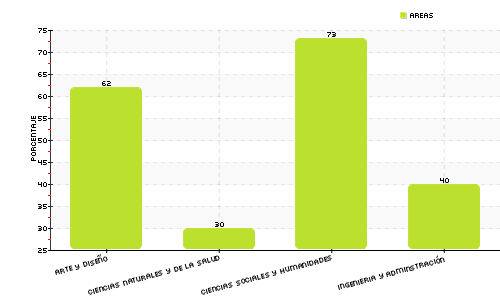 AREAS
PORCENTAJE
75
70
65
60
55
50
45
40
35
30
25
62
30
73
40
ARTE Y DISEÑO
CIENCIAS NATURALES Y DE LA SALUD
CIENCIAS SOCIALES Y HUMANIDADES
INGENIERIA Y ADMINISTRACIÓN